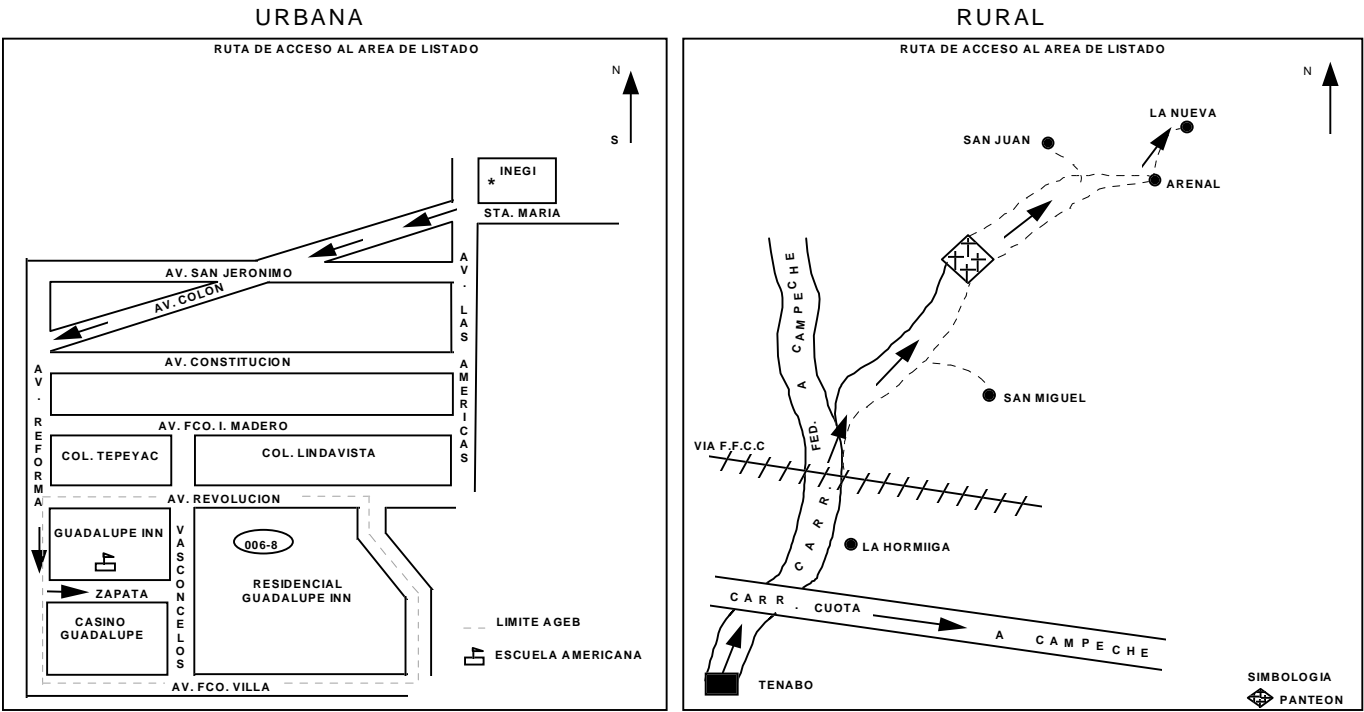 URBANA
RUTA DE ACCESO AL AREA DE LISTADO
N
S
INEGI
*
STA. MARIA
AV. SAN JERONIMO
AV. COLON
AV. LAS AMERICAS
AV. CONSTITUCION
AV. REFORMA
AV. FCO. I. MADERO
COL. TEPEYAC
COL. LINDAVISTA
AV. REVOLUCION
GUADALUPE INN
VASCONCELOS
006-8
ZAPATA
RESIDENCIAL
GUADALUPE INN
CASINO
GUADALUPE
LIMITE AGEB
ESCUELA AMERICANA
AV. FCO. VILLA
RURAL
RUTA DE ACCESO AL AREA DE LISTADO
N
LA NUEVA
SAN JUAN
ARENAL
CARR. FED. A CAMPECHE
SAN MIGUEL
VIA F.F.C.C
LA HORMIIGA
CARR. CUOTA
A CAMPECHE
TENABO
SIMBOLOGIA
PANTEON